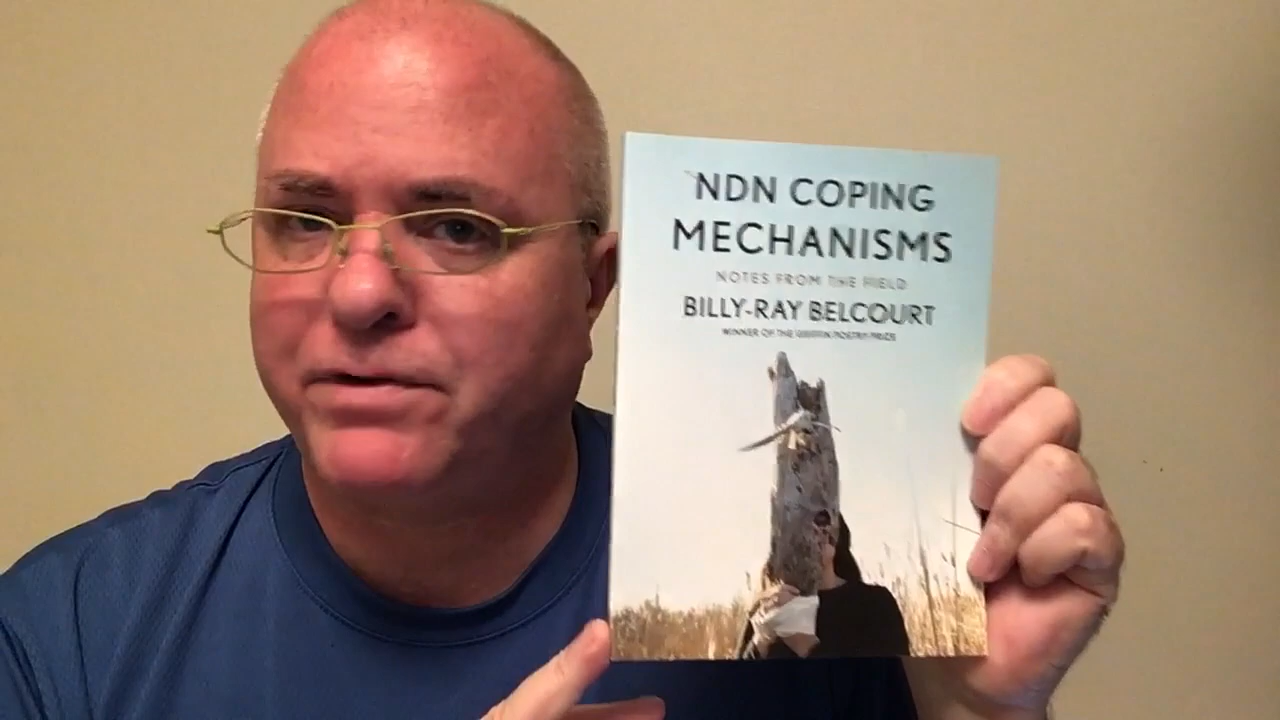 NDN COPING
MECHANISMS
NOTES FROM THE FIELD
BILLY-RAY BELCOURT
WINNER OF THE GRIFFIN POETRY PRIZE